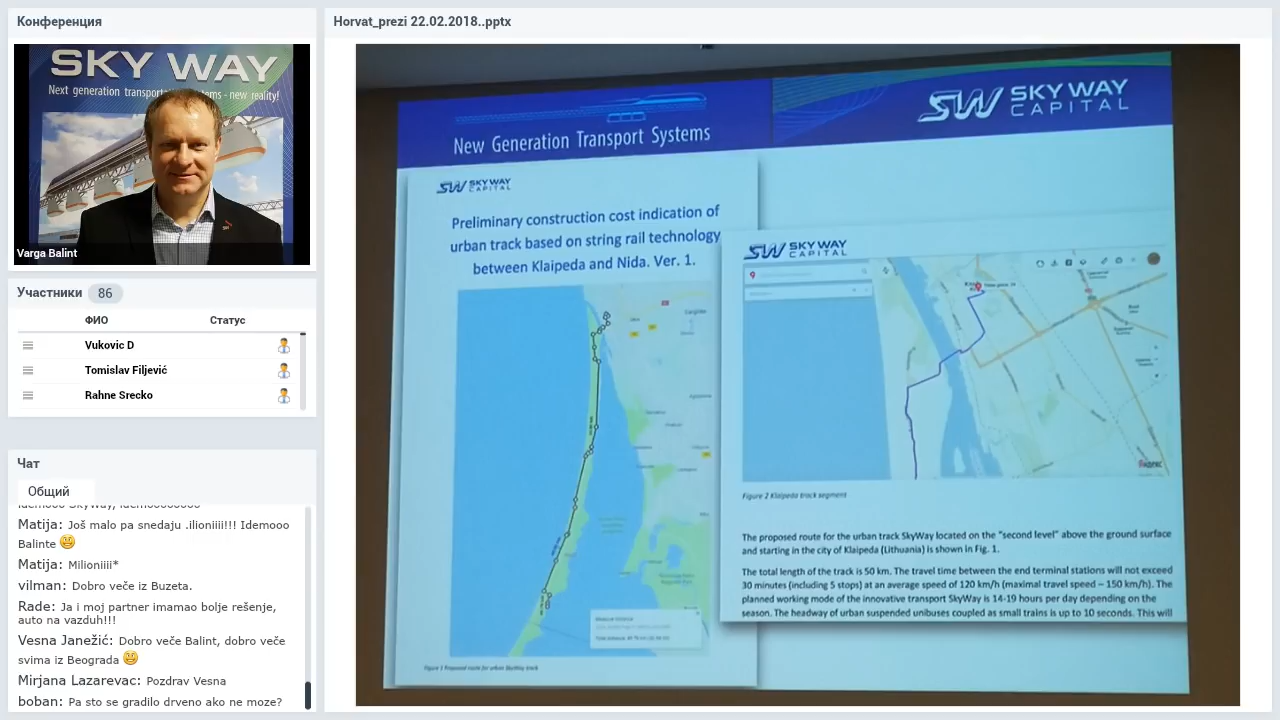 Конференция
SKY WAY
Next generation
new reality!
Varga Balint
Участники 86
ФИО Статус
Vukovic D
Tomislav Filjević
Rahne Srecko
Чат
Общий
Matija: Još malo pa snedaju .ilioniiii!!! Idemooo
Balinte
Matija: Milioniiii*
vilman: Dobro veče iz Buzeta.
Rade: Ja i moj partner imamao bolje rešenje,
auto na vazduh!!!
Vesna Janežić: Dobro veče Balint, dobro veče
svima iz Beograda
Mirjana Lazarevac: Pozdrav Vesna
boban: Pa sto se gradilo drveno ako ne moze?
Horvat_prezi 22.02.2018..pptx
New Generation Transport Systems
SW SKY WAY
CAPITAL
SW SKY WAY
CAPITAL
Preliminary construction cost indication of
urban track based on string rail technology
between Klaipeda and Nida. Ver. 1.
Figure 1 Proposed route for urban SkyWay track
SW SKY WAY
CAPITAL
Яндекс
Figure 2 Klaipeda track segment
The proposed route for the urban track SkyWay located on the "second level" above the ground surface
and starting in the city of Klaipeda (Lithuania) is shown in Fig. 1.
The total length of the track is 50 km. The travel time between the end terminal stations will not exceed
30 minutes (including 5 stops) at an average speed of 120 km/h (maximal travel speed – 150 km/h). The
planned working mode of the innovative transport SkyWay is 14-19 hours per day depending on the
season. The headway of urban suspended unibuses coupled as small trains is up to 10 seconds. This will